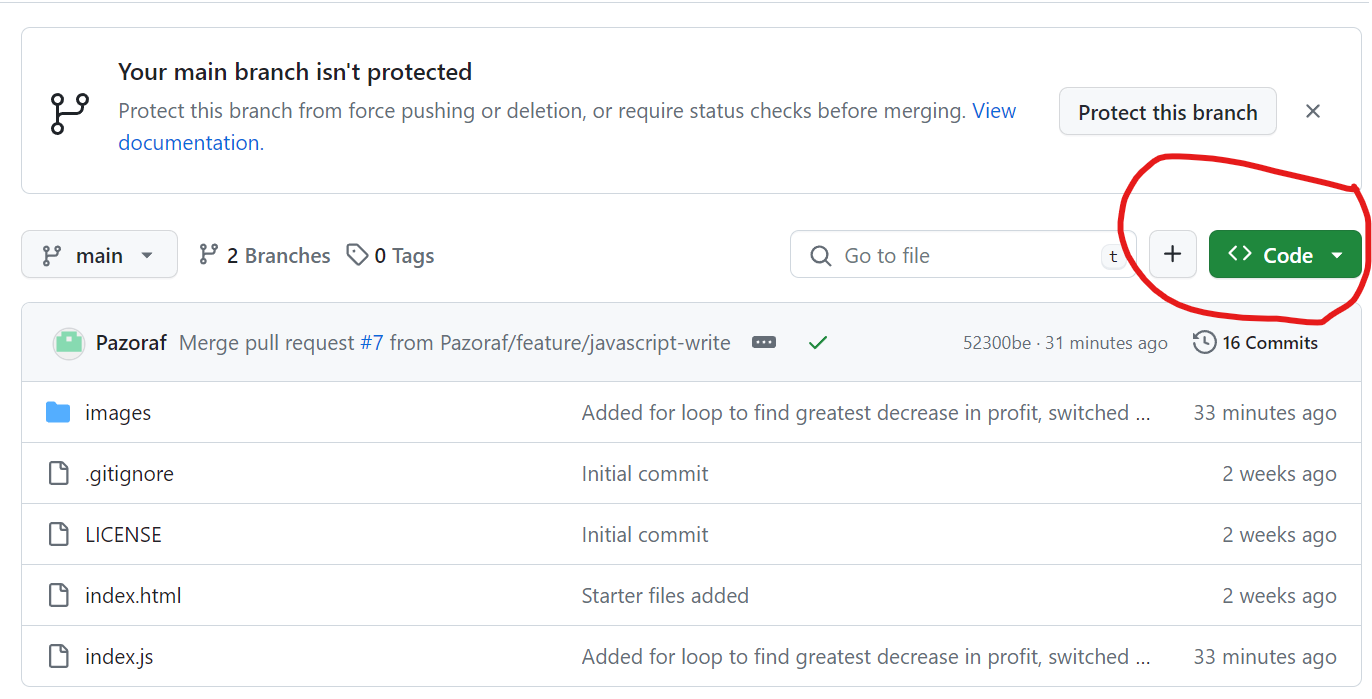 Your main branch isn't protected
Protect this branch from force pushing or deletion, or require status checks before merging. View
documentation.
Protect this branch
main
2 Branches
0 Tags
Go to file
t
Code
Pazoraf Merge pull request #7 from Pazoraf/feature/javascript-write
52300be · 31 minutes ago
16 Commits
images Added for loop to find greatest decrease in profit, switched ... 33 minutes ago
.gitignore Initial commit 2 weeks ago
LICENSE Initial commit 2 weeks ago
index.html Starter files added 2 weeks ago
index.js Added for loop to find greatest decrease in profit, switched ... 33 minutes ago